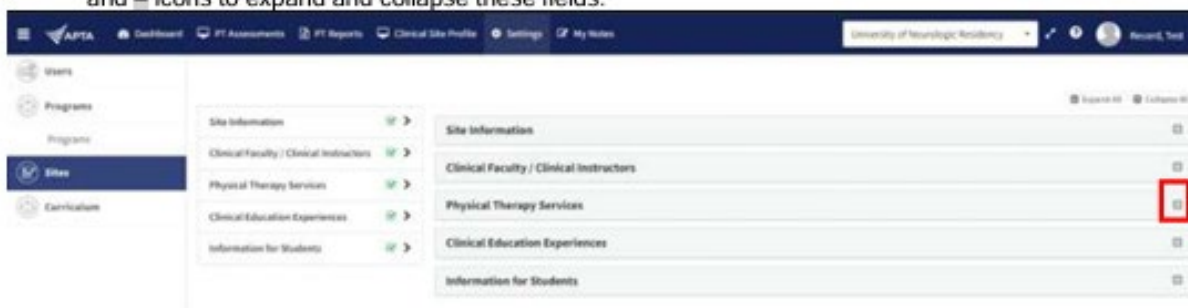 and – icons to expand and collapse these fields.
APTA Dashboard PT Assessments PT Reports Clinical Site Profile Settings My Notes University of Neurologic Residency Record, Test
Users
Programs
Programs
Sites
Curriculum
Expand All Collapse All
Site Information
Clinical Faculty / Clinical Instructors
Physical Therapy Services
Clinical Education Experiences
Information for Students
Site Information
Clinical Faculty / Clinical Instructors
Physical Therapy Services
Clinical Education Experiences
Information for Students